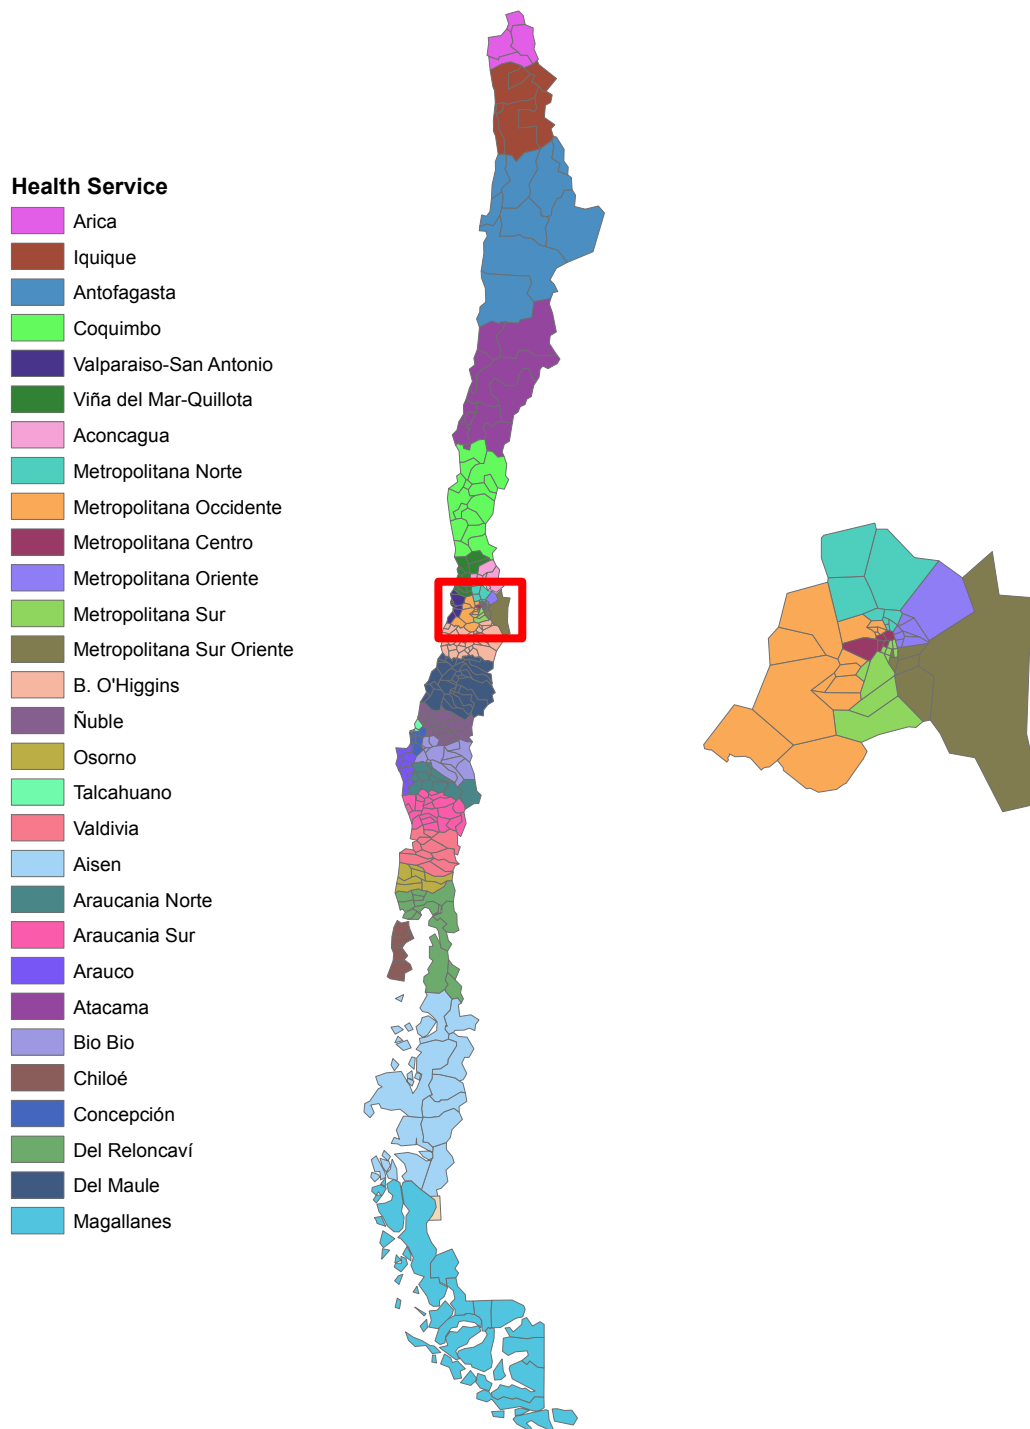 Health Service
Arica
Iquique
Antofagasta
Coquimbo
Valparaiso-San Antonio
Viña del Mar-Quillota
Aconcagua
Metropolitana Norte
Metropolitana Occidente
Metropolitana Centro
Metropolitana Oriente
Metropolitana Sur
Metropolitana Sur Oriente
B. O'Higgins
Ñuble
Osorno
Talcahuano
Valdivia
Aisen
Araucania Norte
Araucania Sur
Arauco
Atacama
Bio Bio
Chiloé
Concepción
Del Reloncaví
Del Maule
Magallanes